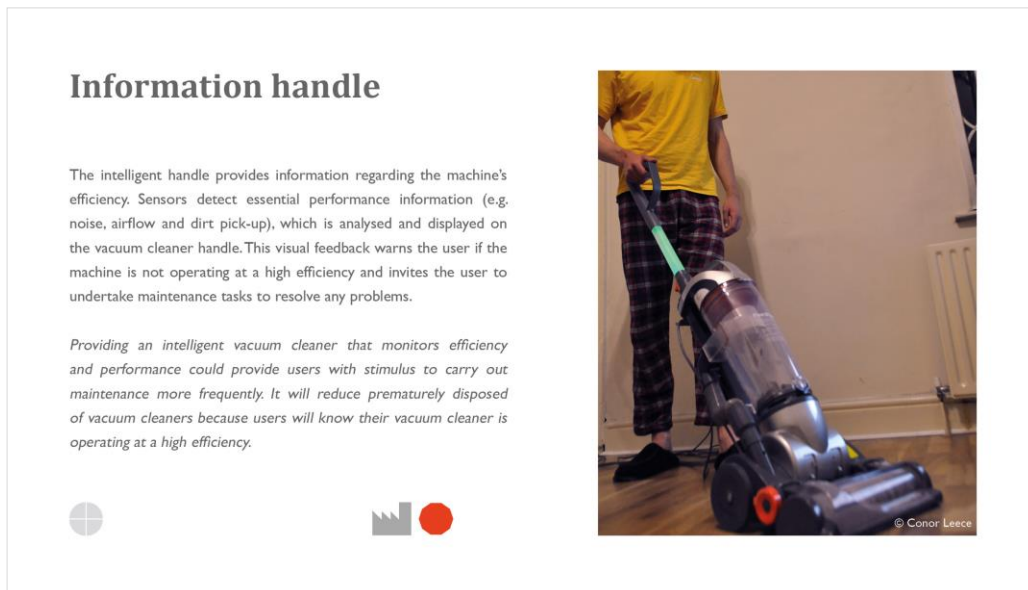 Information handle
The intelligent handle provides information regarding the machine's
efficiency. Sensors detect essential performance information (e.g.
noise, airflow and dirt pick-up), which is analysed and displayed on
the vacuum cleaner handle. This visual feedback warns the user if the
machine is not operating at a high efficiency and invites the user to
undertake maintenance tasks to resolve any problems.
Providing an intelligent vacuum cleaner that monitors efficiency
and performance could provide users with stimulus to carry out
maintenance more frequently. It will reduce prematurely disposed
of vacuum cleaners because users will know their vacuum cleaner is
operating at a high efficiency.
© Conor Leece